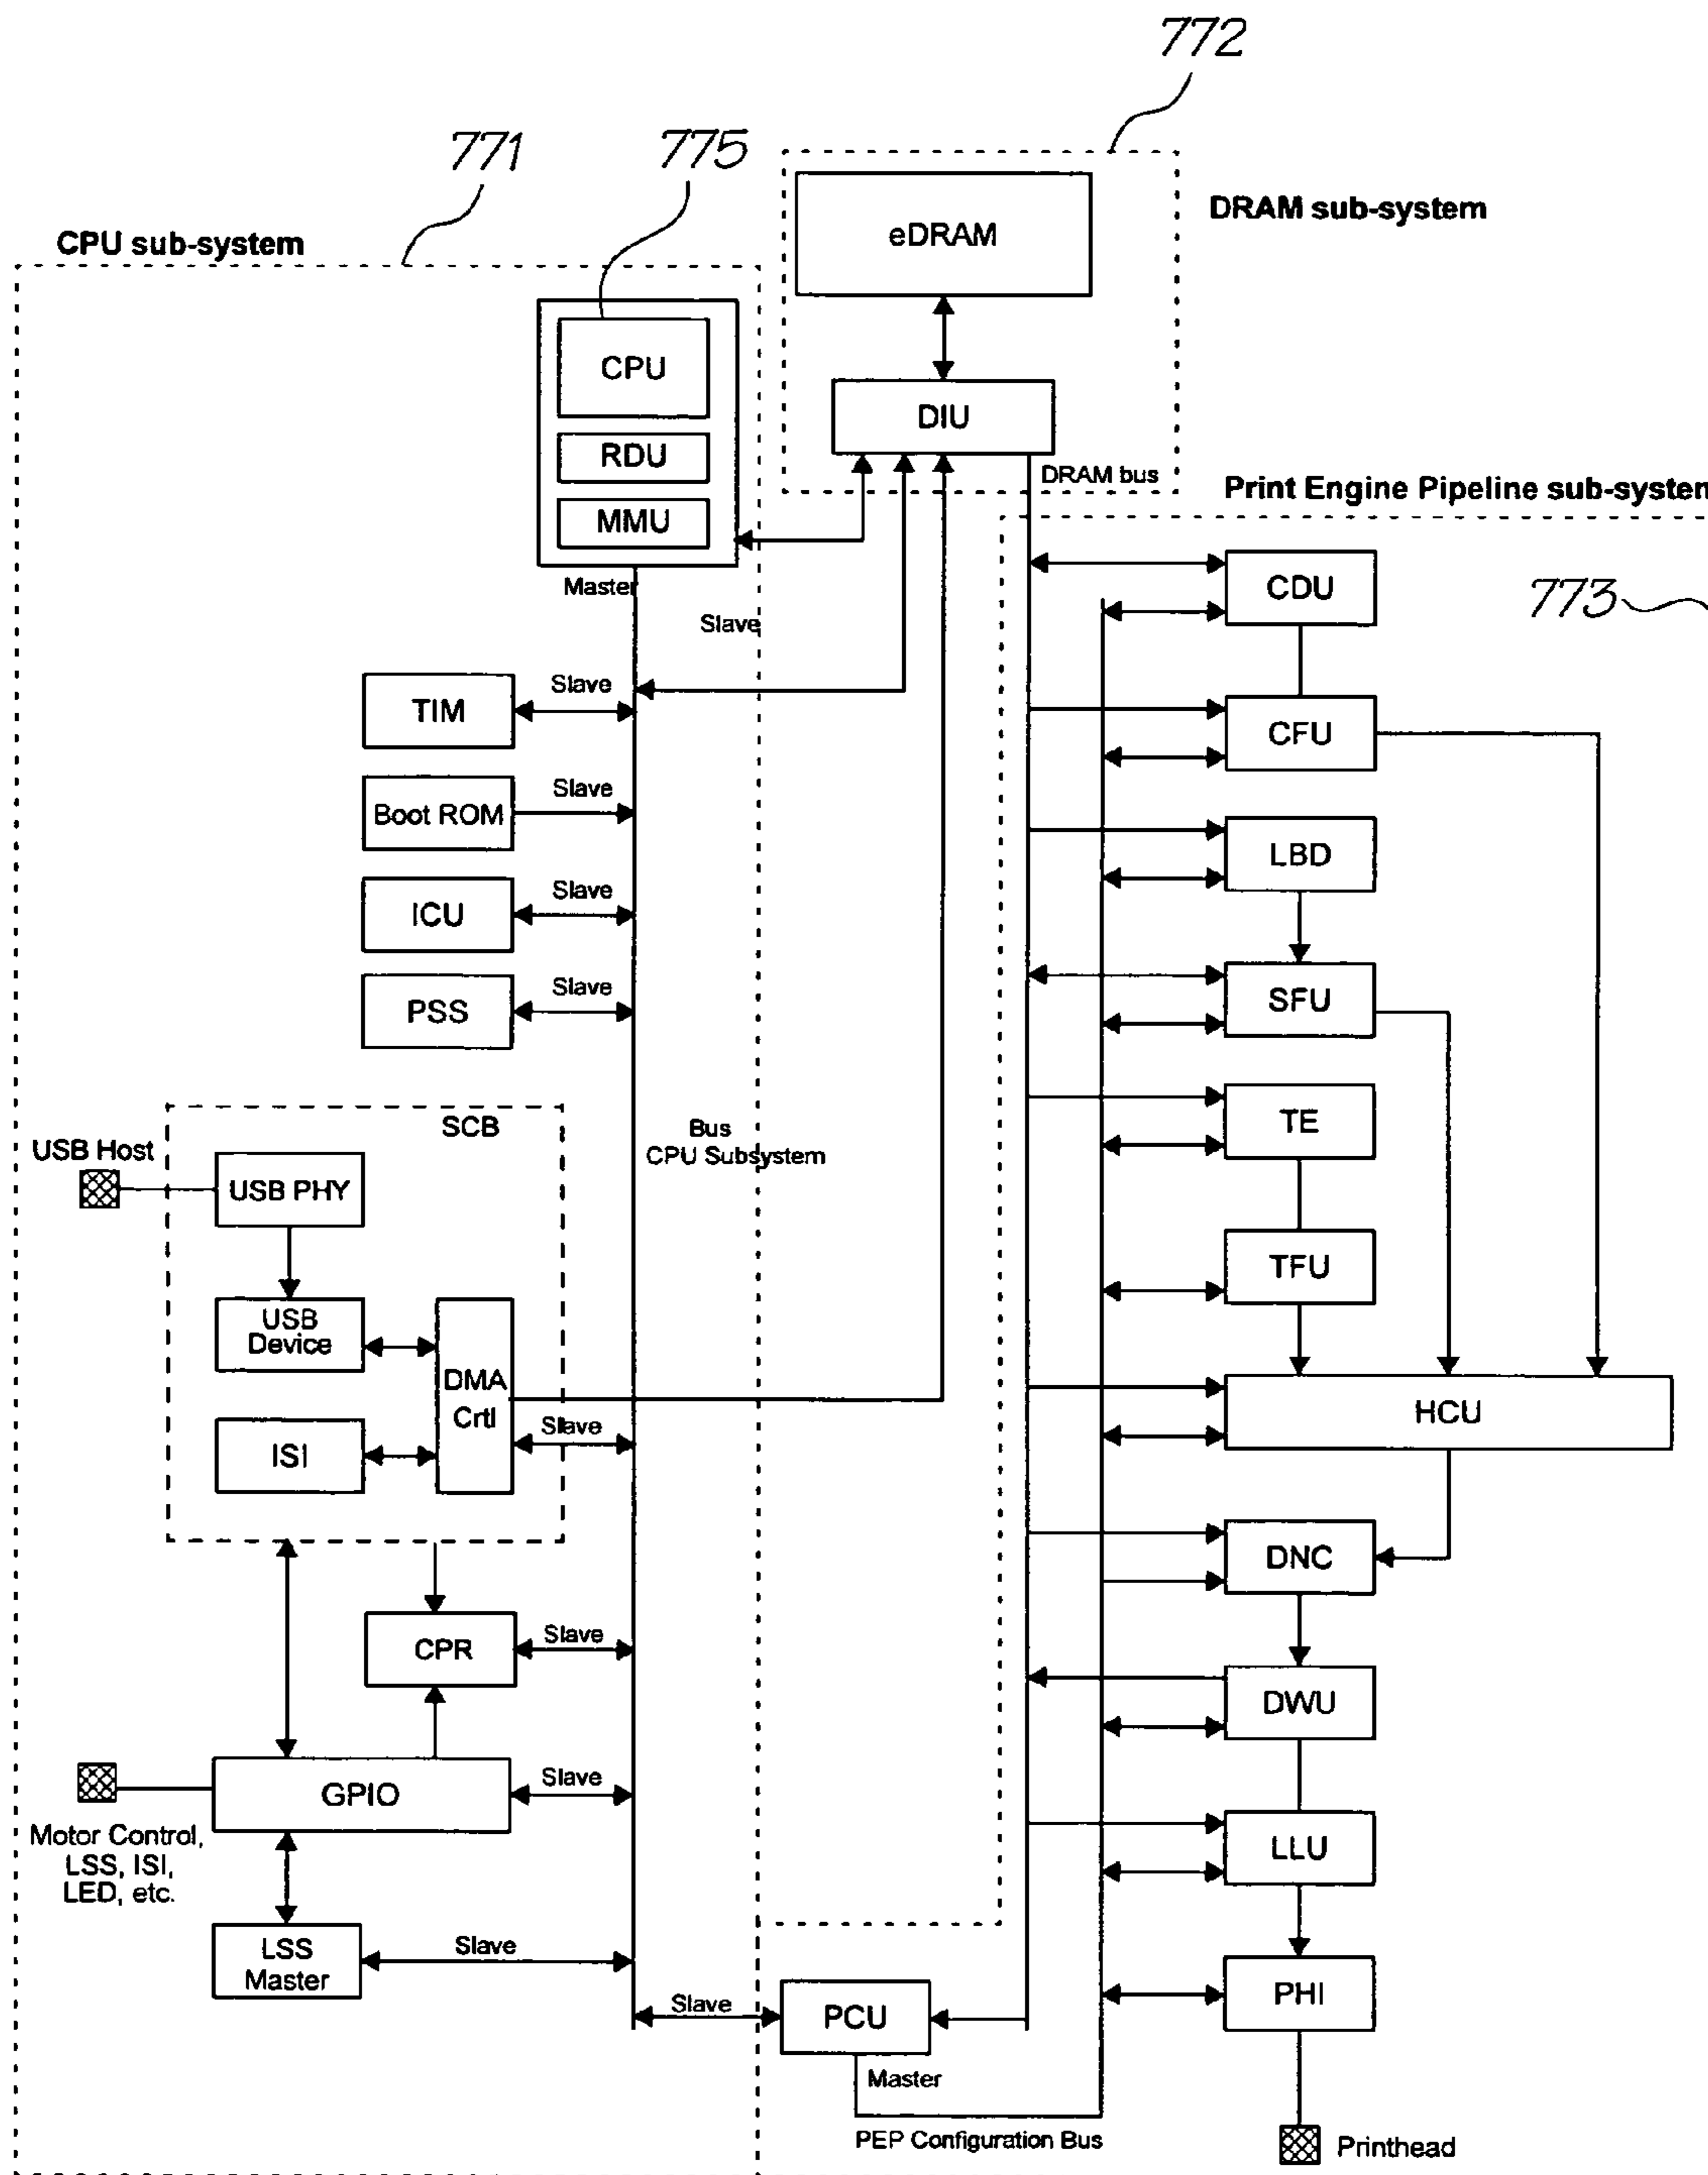 772
771
775
DRAM sub-system
CPU sub-system
eDRAM
CPU
DIU
RDU
DRAM bus
MMU
Print Engine Pipeline sub-system
Master
CDU
773
Slave
Slave
TIM
CFU
Slave
Boot ROM
LBD
Slave
ICU
Slave
PSS
SFU
SCB
TE
USB Host
Bus
CPU Subsystem
USB PHY
TFU
USB
Device
DMA
Crtl
HCU
Slave
ISI
DNC
CPR
Slave
DWU
GPIO
Slave
Motor Control,
LSS, ISI,
LED, etc.
LLU
LSS
Master
Slave
PHI
Slave
PCU
Master
PEP Configuration Bus
Printhead